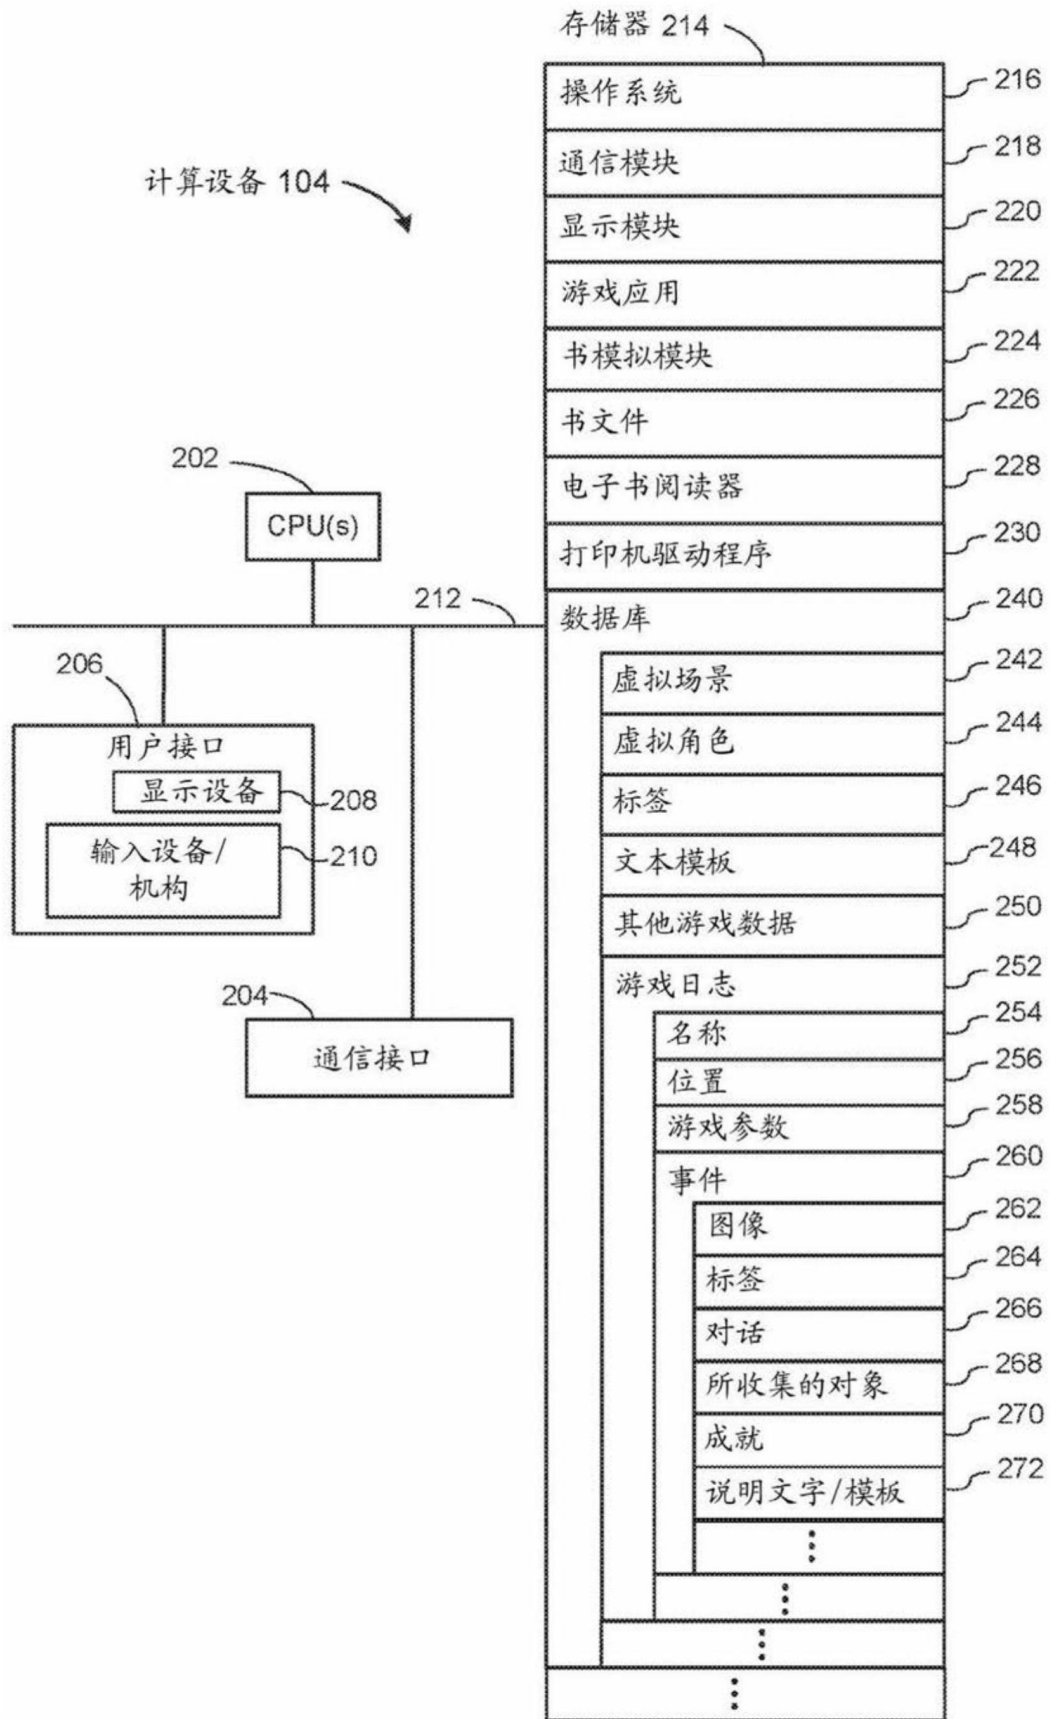 存储器 214
操作系统 216
通信模块 218
计算设备 104
显示模块 220
游戏应用 222
书模拟模块 224
书文件 226
202
电子书阅读器 228
CPU(s)
打印机驱动程序 230
212
数据库 240
206
虚拟场景 242
用户接口
虚拟角色 244
显示设备 208
标签 246
输入设备/
机构
210
文本模板 248
其他游戏数据 250
游戏日志 252
204
名称 254
通信接口
位置 256
游戏参数 258
事件 260
图像 262
标签 264
对话 266
所收集的对象 268
成就 270
说明文字/模板 272